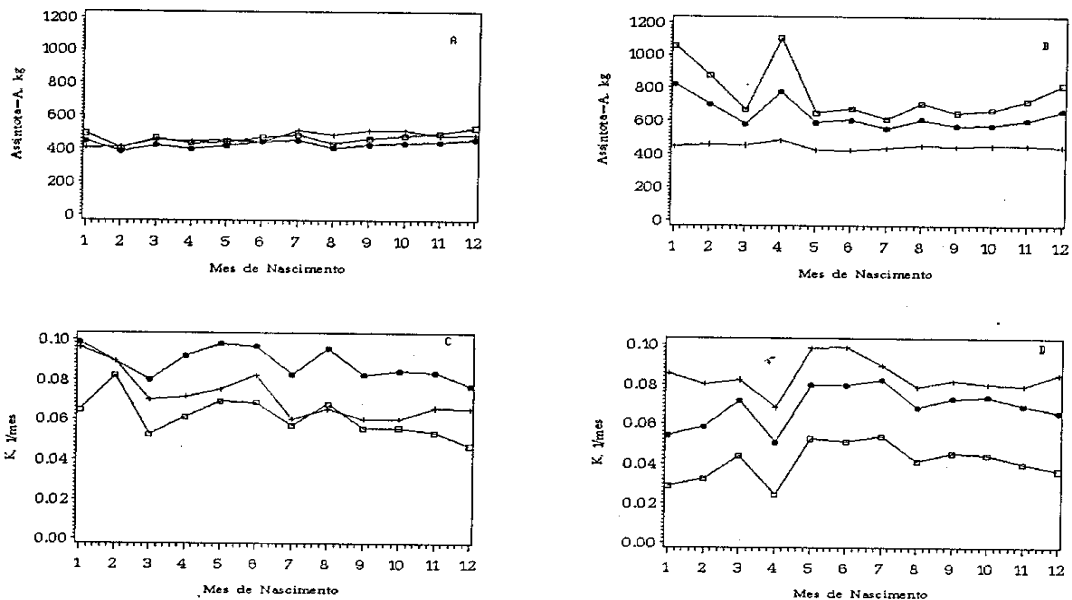 1200
1000
800
600
400
200
0
Assintota-A, kg
A
1 2 3 4 5 6 7 8 9 10 11 12
Mes de Nascimento
1200
1000
800
600
400
200
0
Assintota-A, kg
B
1 2 3 4 5 6 7 8 9 10 11 12
Mes de Nascimento
0.10
0.08
0.06
0.04
0.02
0.00
K, 1/mes
C
1 2 3 4 5 6 7 8 9 10 11 12
Mes de Nascimento
0.10
0.08
0.06
0.04
0.02
0.00
K, 1/mes
D
1 2 3 4 5 6 7 8 9 10 11 12
Mes de Nascimento